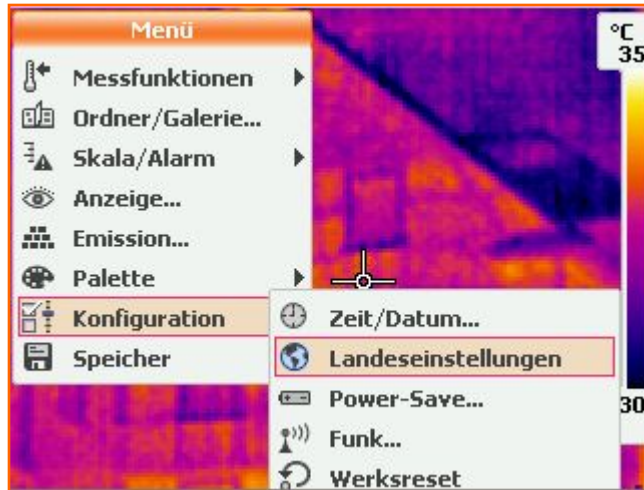 Menü
°C
35
Messfunktionen
Ordner/Galerie...
Skala/Alarm
Anzeige...
Emission...
Palette
Konfiguration
Speicher
Zeit/Datum...
Landeseinstellungen
Power-Save...
30
Funk...
Werksreset